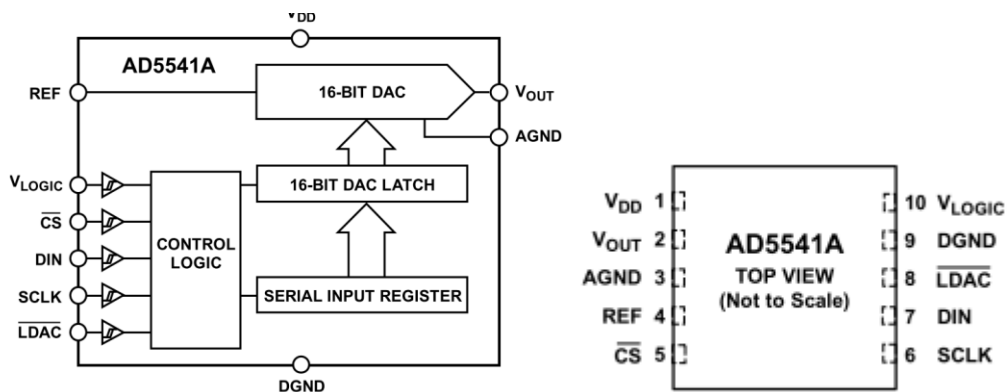 VDD
AD5541A
REF
16-BIT DAC
VOUT
AGND
VLOGIC
16-BIT DAC LATCH
CS
DIN
CONTROL
LOGIC
SCLK
SERIAL INPUT REGISTER
LDAC
DGND
VDD 1
10 VLOGIC
VOUT 2
AD5541A
9 DGND
AGND 3
TOP VIEW
(Not to Scale)
8 LDAC
REF 4
7 DIN
CS 5
6 SCLK